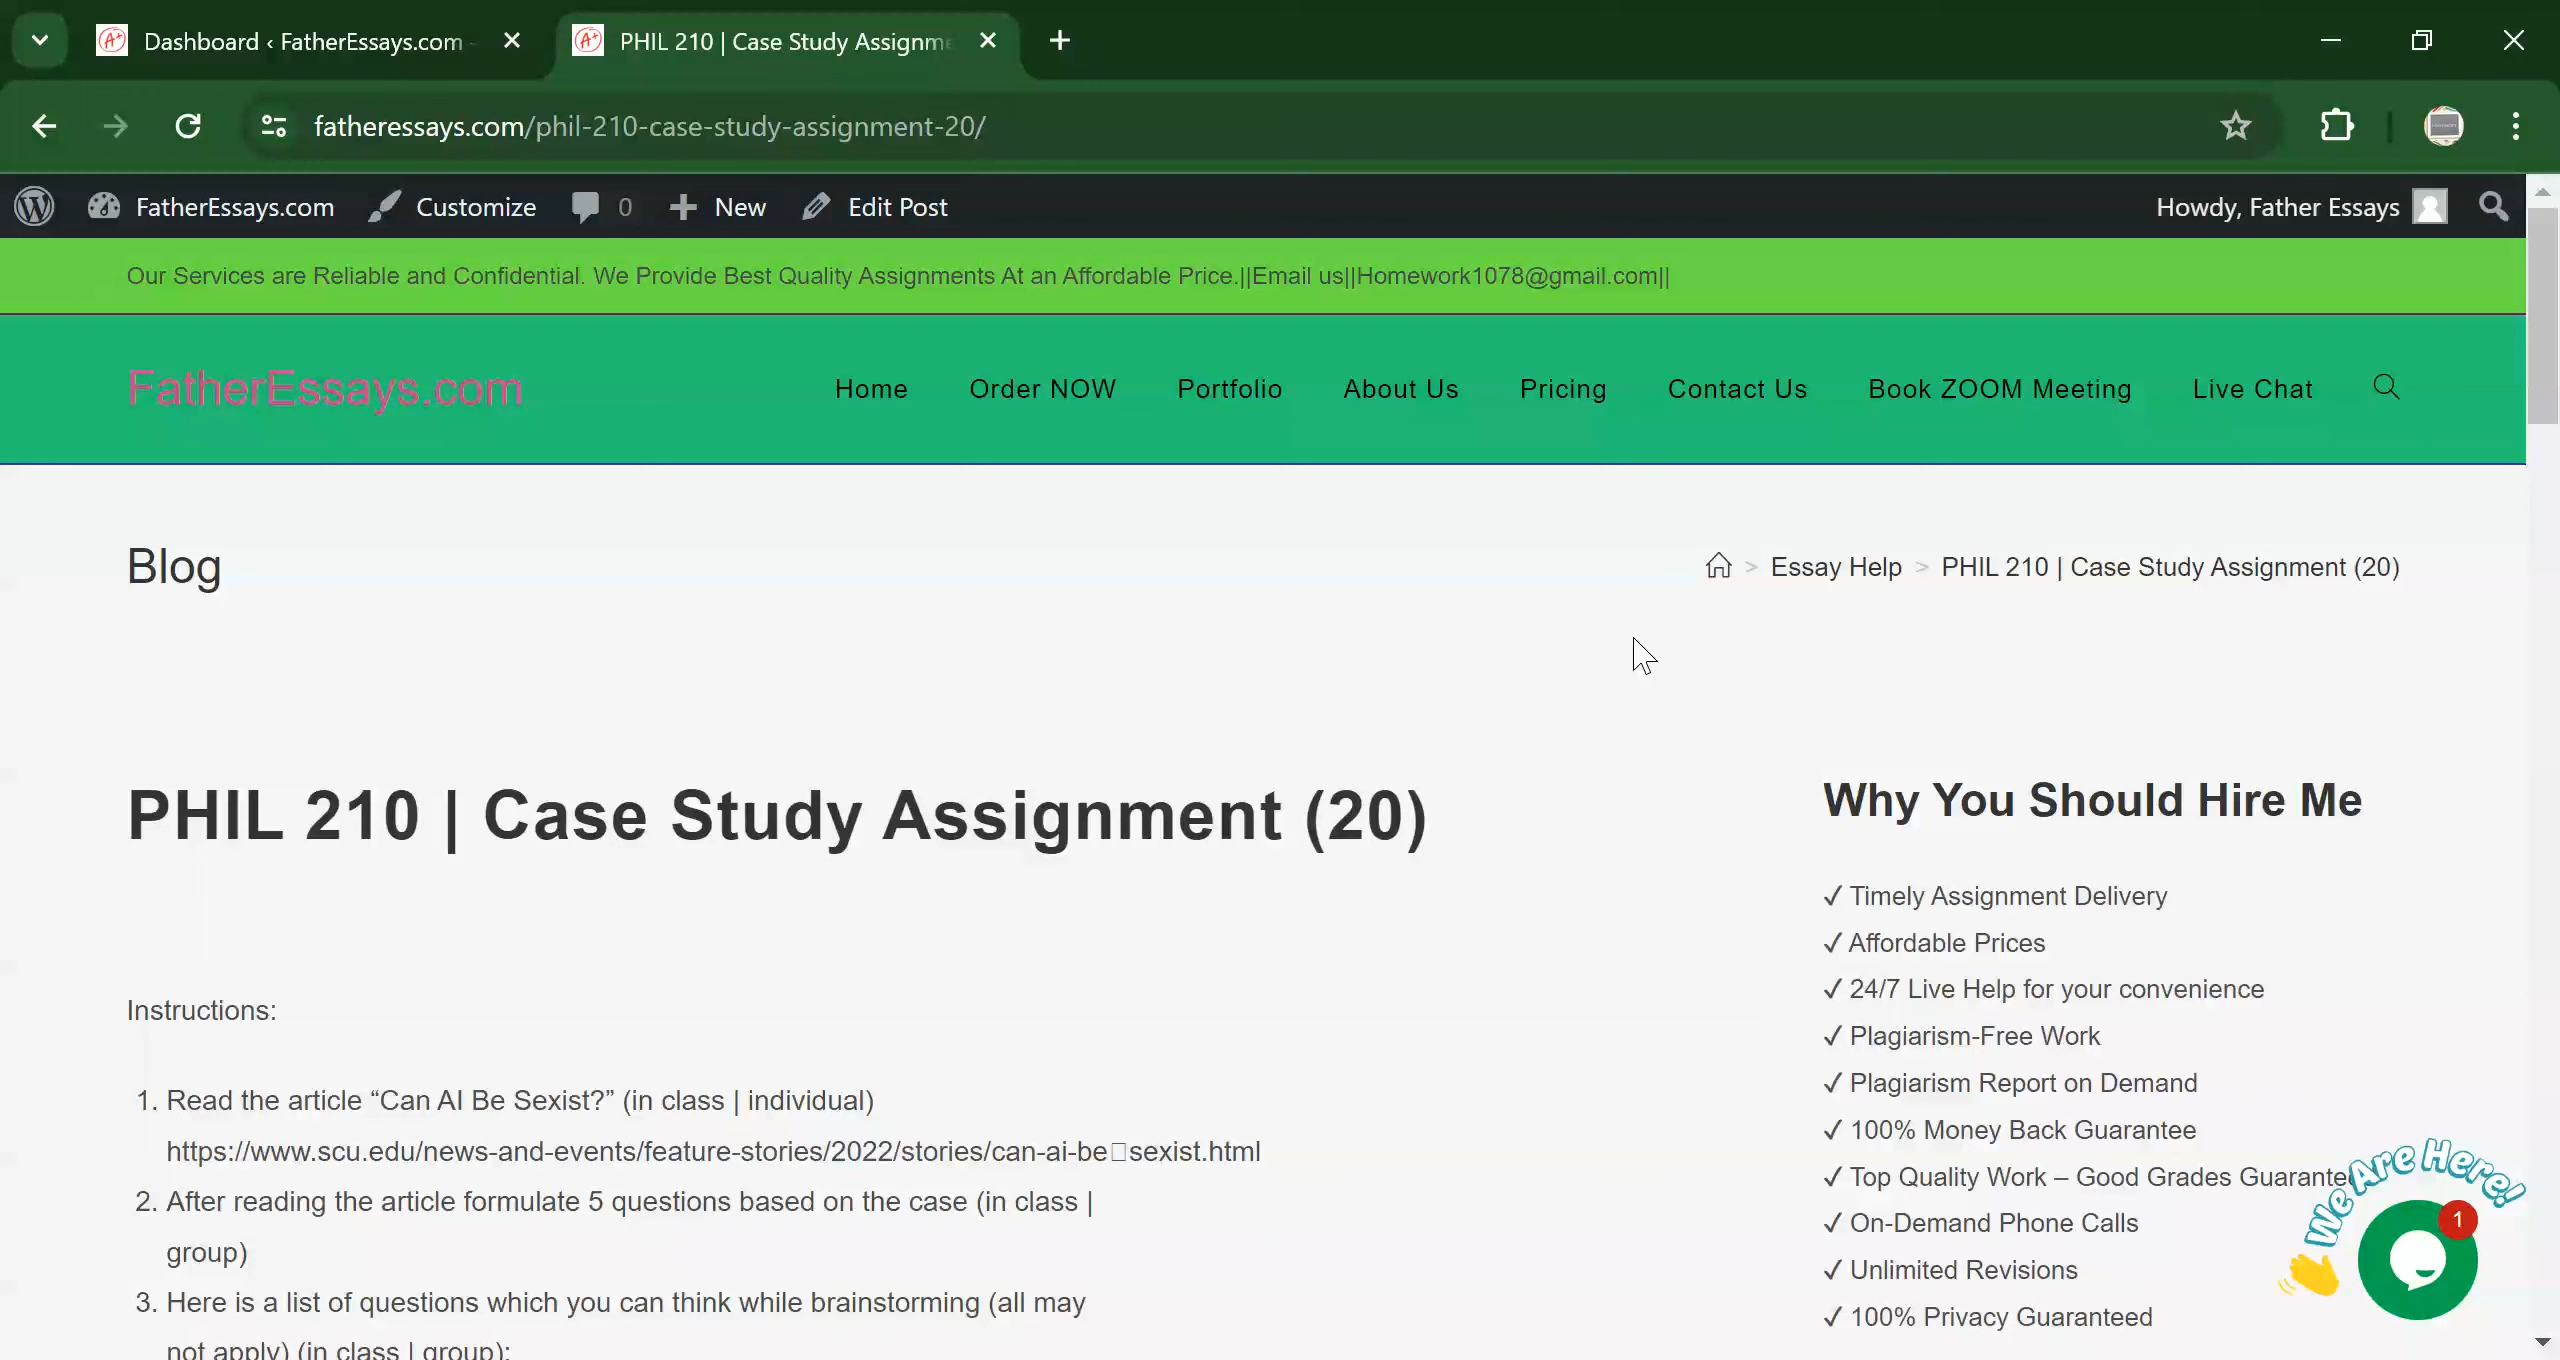 Dashboard ‹ FatherEssays.com -
PHIL 210 | Case Study Assignme
fatheressays.com/phil-210-case-study-assignment-20/
FatherEssays.com Customize 0 New Edit Post Howdy, Father Essays
Our Services are Reliable and Confidential. We Provide Best Quality Assignments At an Affordable Price.||Email us||Homework1078@gmail.com||
FatherEssays.com Home Order NOW Portfolio About Us Pricing Contact Us Book ZOOM Meeting Live Chat
Blog
> Essay Help > PHIL 210 | Case Study Assignment (20)
PHIL 210 | Case Study Assignment (20)
Instructions:
1. Read the article “Can AI Be Sexist?” (in class | individual)
https://www.scu.edu/news-and-events/feature-stories/2022/stories/can-ai-be□sexist.html
2. After reading the article formulate 5 questions based on the case (in class |
group)
3. Here is a list of questions which you can think while brainstorming (all may
not apply) (in class | group):
Why You Should Hire Me
✓ Timely Assignment Delivery
✓ Affordable Prices
✓ 24/7 Live Help for your convenience
✓ Plagiarism-Free Work
✓ Plagiarism Report on Demand
✓ 100% Money Back Guarantee
✓ Top Quality Work – Good Grades Guarantee
✓ On-Demand Phone Calls
✓ Unlimited Revisions
✓ 100% Privacy Guaranteed
We Are Here!
1